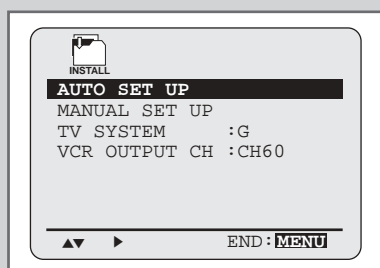 INSTALL
AUTO SET UP
MANUAL SET UP
TV SYSTEM :G
VCR OUTPUT CH :CH60
▲▼ ► END:MENU